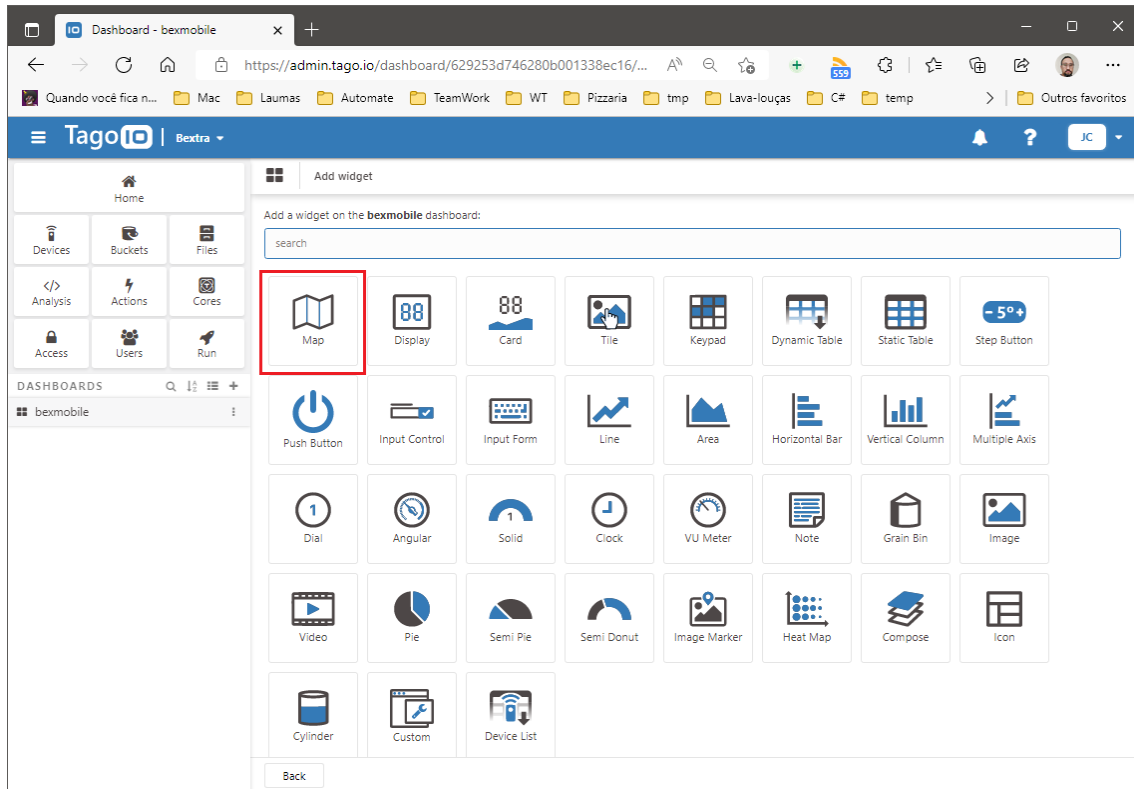 Dashboard - bexmobile
https://admin.tago.io/dashboard/629253d746280b001338ec16/...
559
Quando você fica n...
Mac
Laumas
Automate
TeamWork
WT
Pizzaria
tmp
Lava-louças
C#
temp
Outros favoritos
TagoIO | Bextra
? JC
Home
Add widget
Devices Buckets Files
Analysis Actions Cores
Access Users Run
DASHBOARDS
bexmobile
Add a widget on the bexmobile dashboard:
search
Map Display Card Tile Keypad Dynamic Table Static Table Step Button
Push Button Input Control Input Form Line Area Horizontal Bar Vertical Column Multiple Axis
Dial Angular Solid Clock VU Meter Note Grain Bin Image
Video Pie Semi Pie Semi Donut Image Marker Heat Map Compose Icon
Cylinder Custom Device List
Back